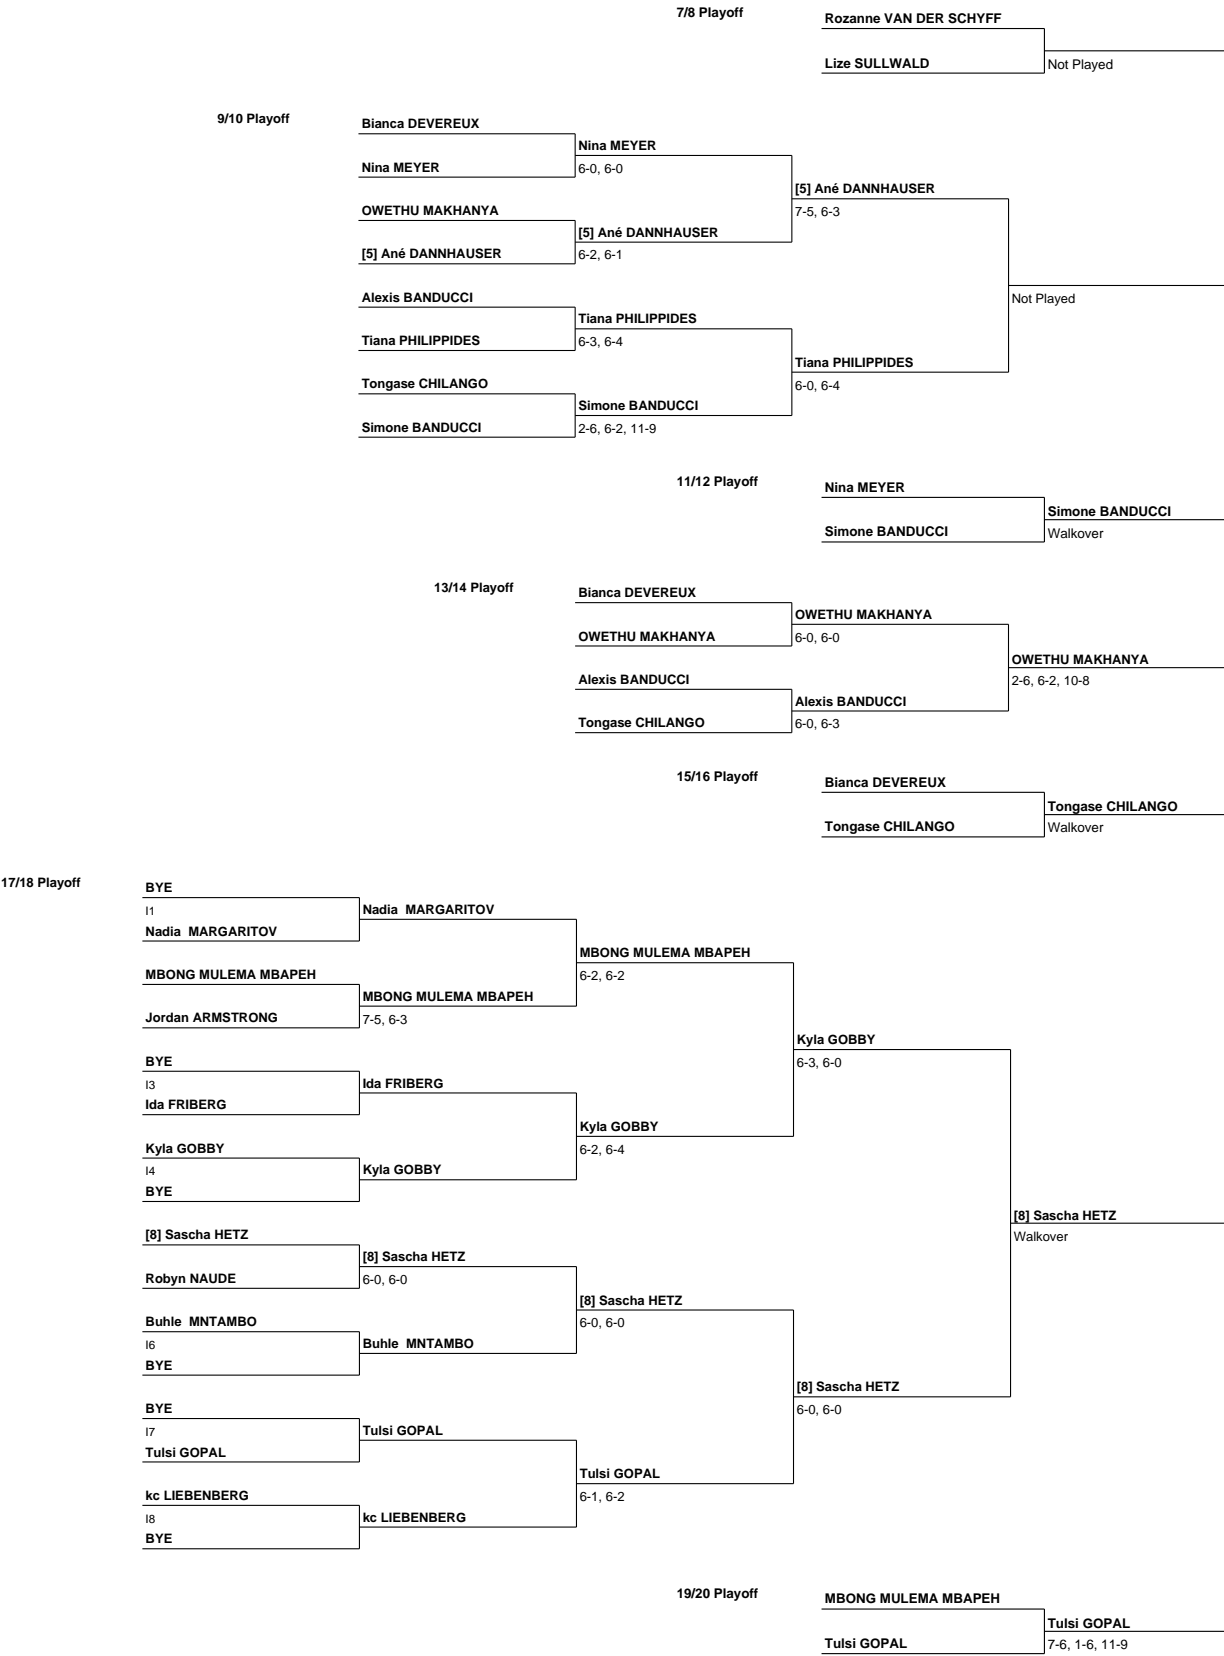 7/8 Playoff
Rozanne VAN DER SCHYFF
Lize SULLWALD
Not Played
9/10 Playoff
Bianca DEVEREUX
Nina MEYER
Nina MEYER
6-0, 6-0
[5] Ané DANNHAUSER
OWETHU MAKHANYA
7-5, 6-3
[5] Ané DANNHAUSER
[5] Ané DANNHAUSER
6-2, 6-1
Alexis BANDUCCI
Not Played
Tiana PHILIPPIDES
Tiana PHILIPPIDES
6-3, 6-4
Tiana PHILIPPIDES
Tongase CHILANGO
6-0, 6-4
Simone BANDUCCI
Simone BANDUCCI
2-6, 6-2, 11-9
11/12 Playoff
Nina MEYER
Simone BANDUCCI
Simone BANDUCCI
Walkover
13/14 Playoff
Bianca DEVEREUX
OWETHU MAKHANYA
OWETHU MAKHANYA
6-0, 6-0
OWETHU MAKHANYA
Alexis BANDUCCI
2-6, 6-2, 10-8
Alexis BANDUCCI
Tongase CHILANGO
6-0, 6-3
15/16 Playoff
Bianca DEVEREUX
Tongase CHILANGO
Tongase CHILANGO
Walkover
17/18 Playoff
BYE
I1
Nadia MARGARITOV
Nadia MARGARITOV
MBONG MULEMA MBAPEH
MBONG MULEMA MBAPEH
6-2, 6-2
MBONG MULEMA MBAPEH
Jordan ARMSTRONG
7-5, 6-3
Kyla GOBBY
BYE
6-3, 6-0
I3
Ida FRIBERG
Ida FRIBERG
Kyla GOBBY
Kyla GOBBY
6-2, 6-4
I4
Kyla GOBBY
BYE
[8] Sascha HETZ
[8] Sascha HETZ
Walkover
[8] Sascha HETZ
Robyn NAUDE
6-0, 6-0
[8] Sascha HETZ
Buhle MNTAMBO
6-0, 6-0
I6
Buhle MNTAMBO
BYE
[8] Sascha HETZ
BYE
6-0, 6-0
I7
Tulsi GOPAL
Tulsi GOPAL
Tulsi GOPAL
kc LIEBENBERG
6-1, 6-2
I8
kc LIEBENBERG
BYE
19/20 Playoff
MBONG MULEMA MBAPEH
Tulsi GOPAL
Tulsi GOPAL
7-6, 1-6, 11-9